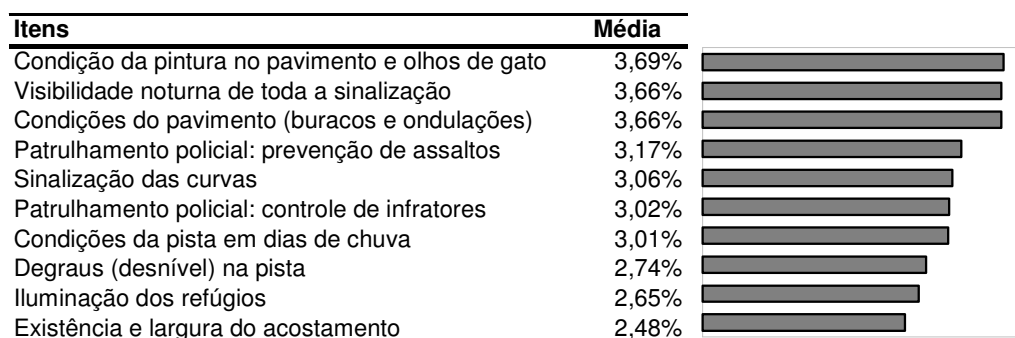 Itens Média
Condição da pintura no pavimento e olhos de gato 3,69%
Visibilidade noturna de toda a sinalização 3,66%
Condições do pavimento (buracos e ondulações) 3,66%
Patrulhamento policial: prevenção de assaltos 3,17%
Sinalização das curvas 3,06%
Patrulhamento policial: controle de infratores 3,02%
Condições da pista em dias de chuva 3,01%
Degraus (desnível) na pista 2,74%
Iluminação dos refúgios 2,65%
Existência e largura do acostamento 2,48%